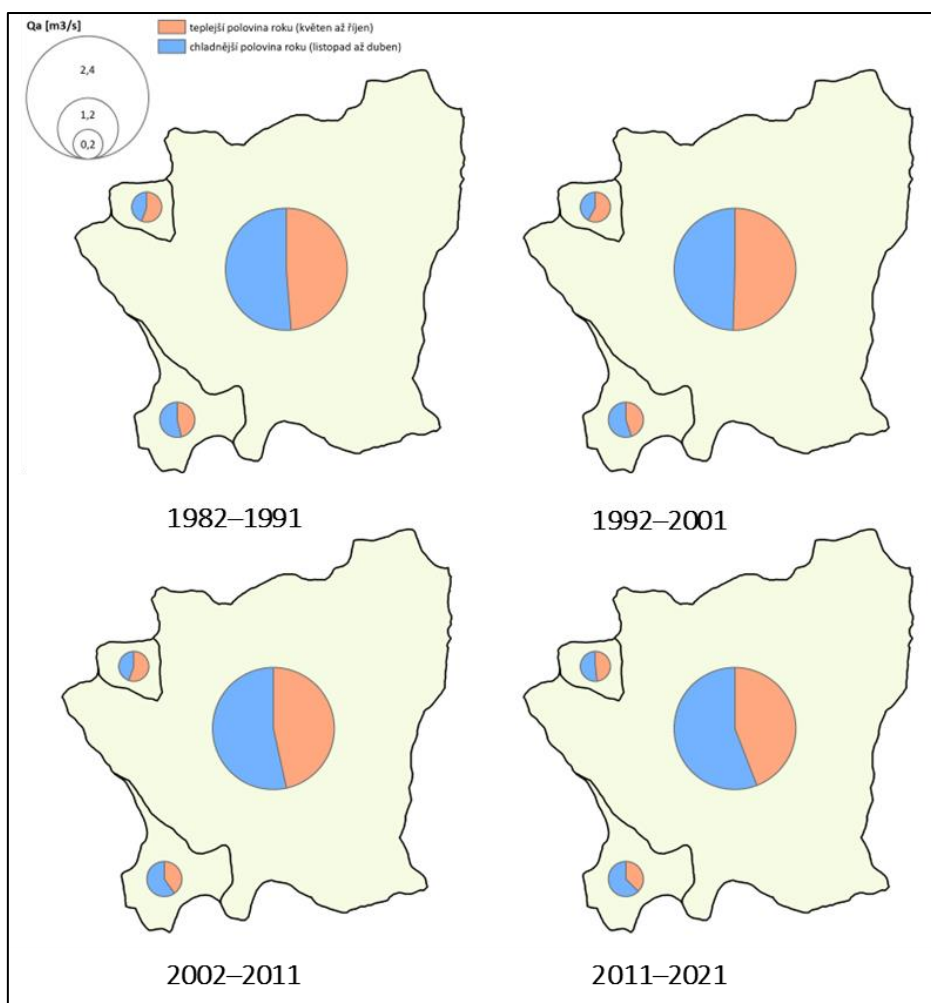 Qa [m3/s]
2,4
1,2
0,2
teplejší polovina roku (květen až říjen)
chladnější polovina roku (listopad až duben)
1982–1991
1992–2001
2002–2011
2011–2021